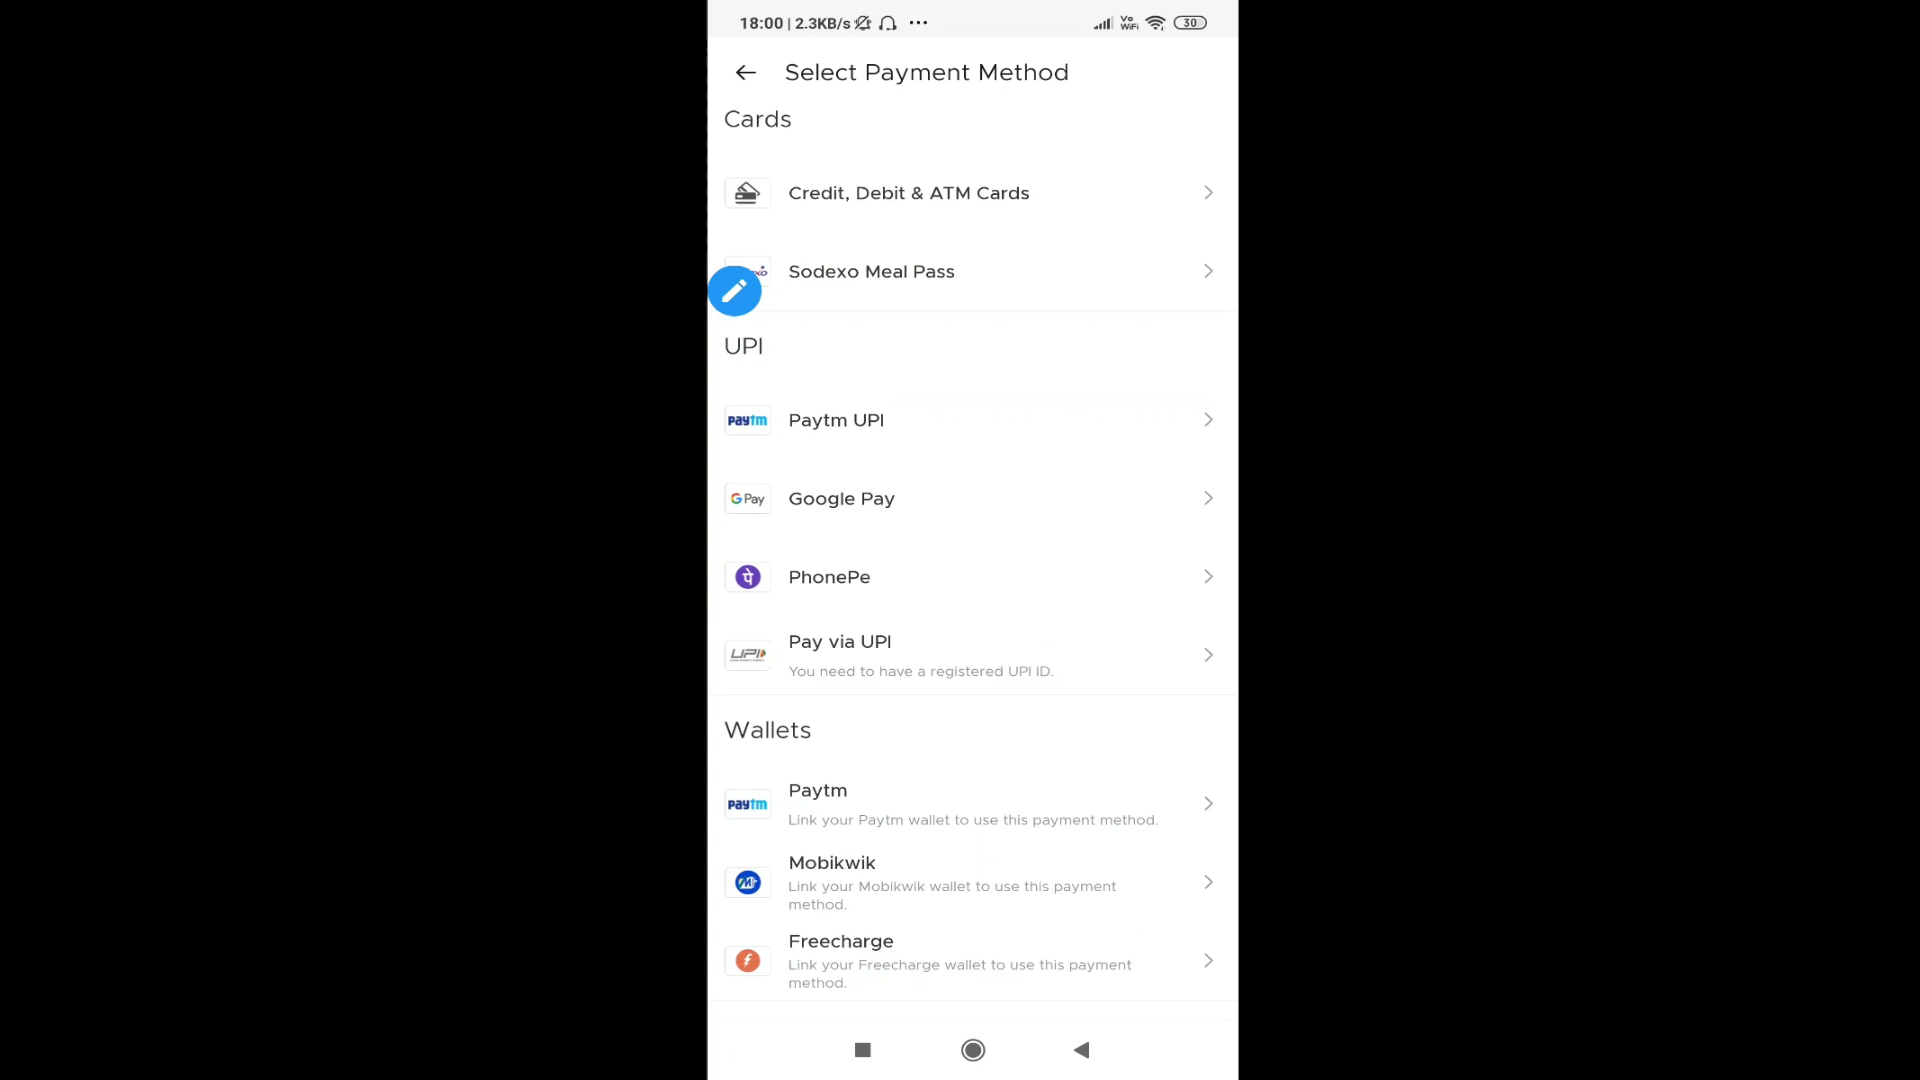 18:00 | 2.3KB/s
Vo
WiFi
30
Select Payment Method
Cards
Credit, Debit & ATM Cards
Sodexo Meal Pass
UPI
paytm
Paytm UPI
G Pay
Google Pay
पे
PhonePe
UPI
Pay via UPI
You need to have a registered UPI ID.
Wallets
paytm
Paytm
Link your Paytm wallet to use this payment method.
Mobikwik
Link your Mobikwik wallet to use this payment
method.
f
Freecharge
Link your Freecharge wallet to use this payment
method.